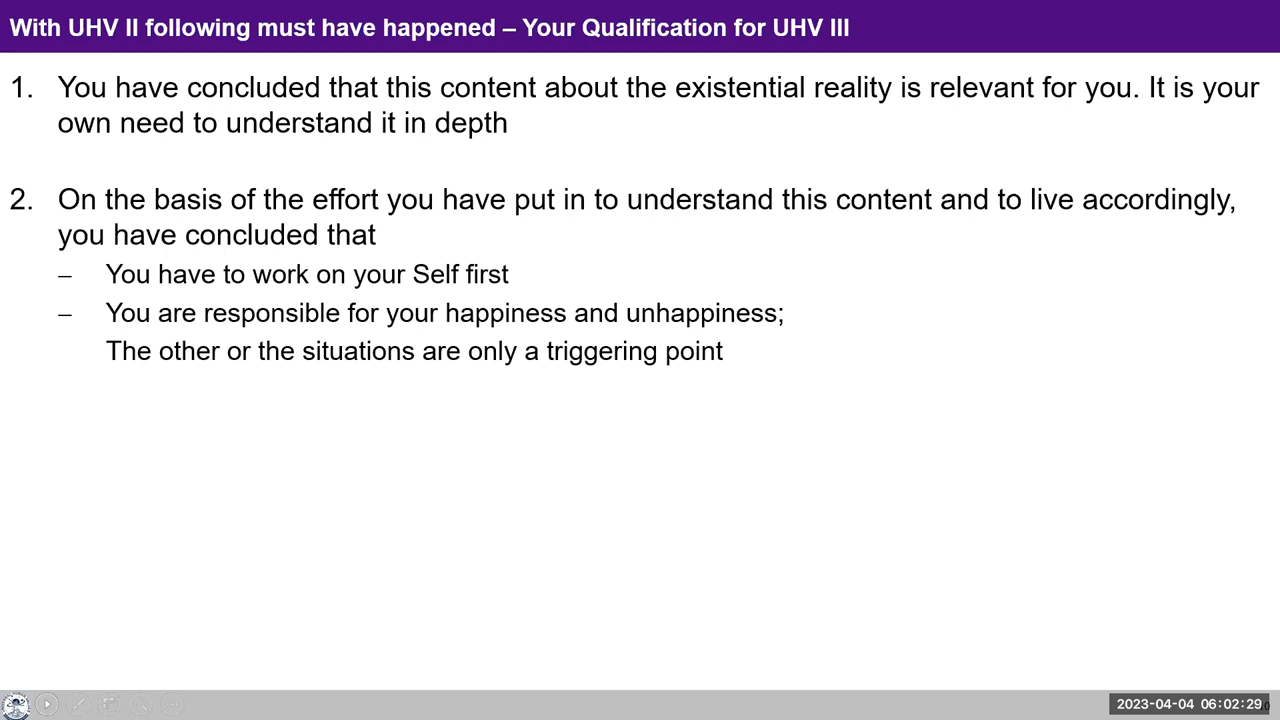 With UHV II following must have happened – Your Qualification for UHV III
1. You have concluded that this content about the existential reality is relevant for you. It is your
own need to understand it in depth
2. On the basis of the effort you have put in to understand this content and to live accordingly,
you have concluded that
– You have to work on your Self first
– You are responsible for your happiness and unhappiness;
The other or the situations are only a triggering point
2023-04-04 06:02:29